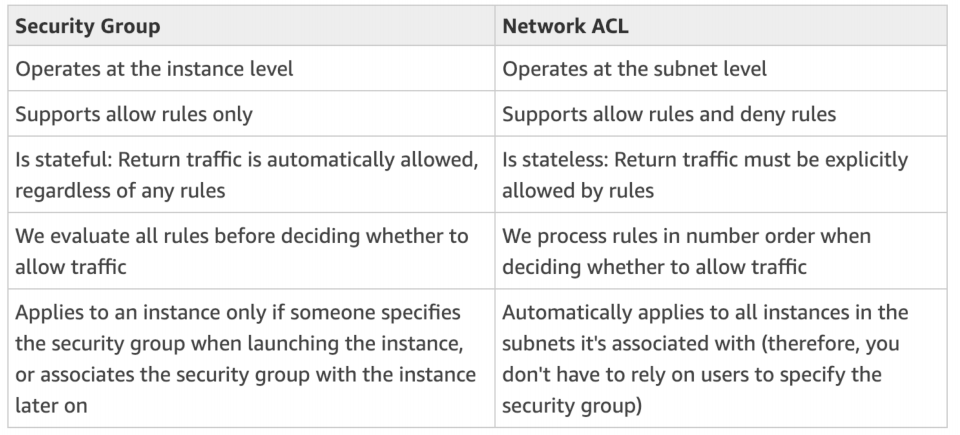 Security Group
Network ACL
Operates at the instance level
Operates at the subnet level
Supports allow rules only
Supports allow rules and deny rules
Is stateful: Return traffic is automatically allowed,
regardless of any rules
Is stateless: Return traffic must be explicitly
allowed by rules
We evaluate all rules before deciding whether to
allow traffic
We process rules in number order when
deciding whether to allow traffic
Applies to an instance only if someone specifies
the security group when launching the instance,
or associates the security group with the instance
later on
Automatically applies to all instances in the
subnets it's associated with (therefore, you
don't have to rely on users to specify the
security group)